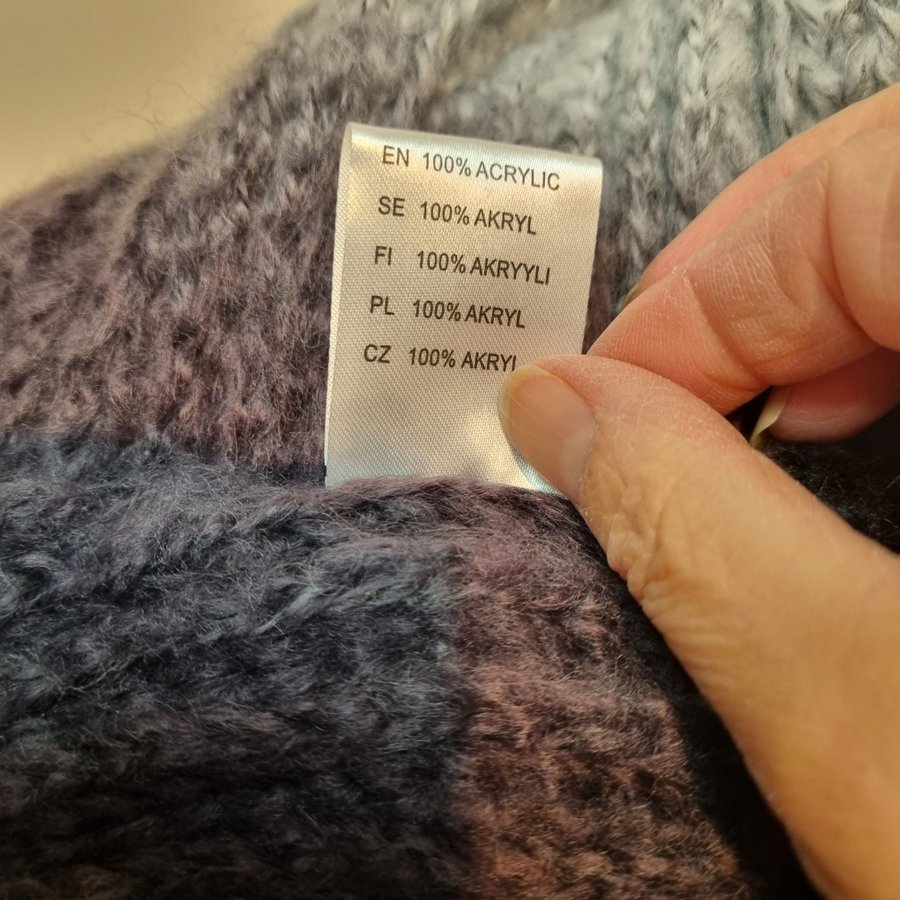 EN 100% ACRYLIC
SE 100% AKRYL
FI 100% AKRYYLI
PL 100% AKRYL
CZ 100% AKRYL